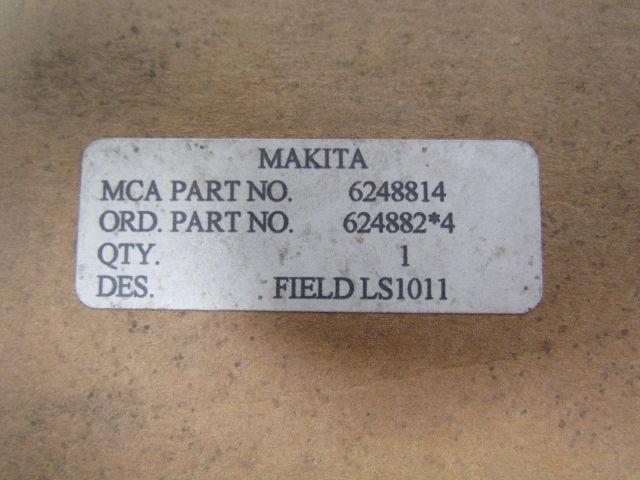 MAKITA
MCA PART NO. 6248814
ORD. PART NO. 624882*4
QTY. 1
DES. FIELD LS1011